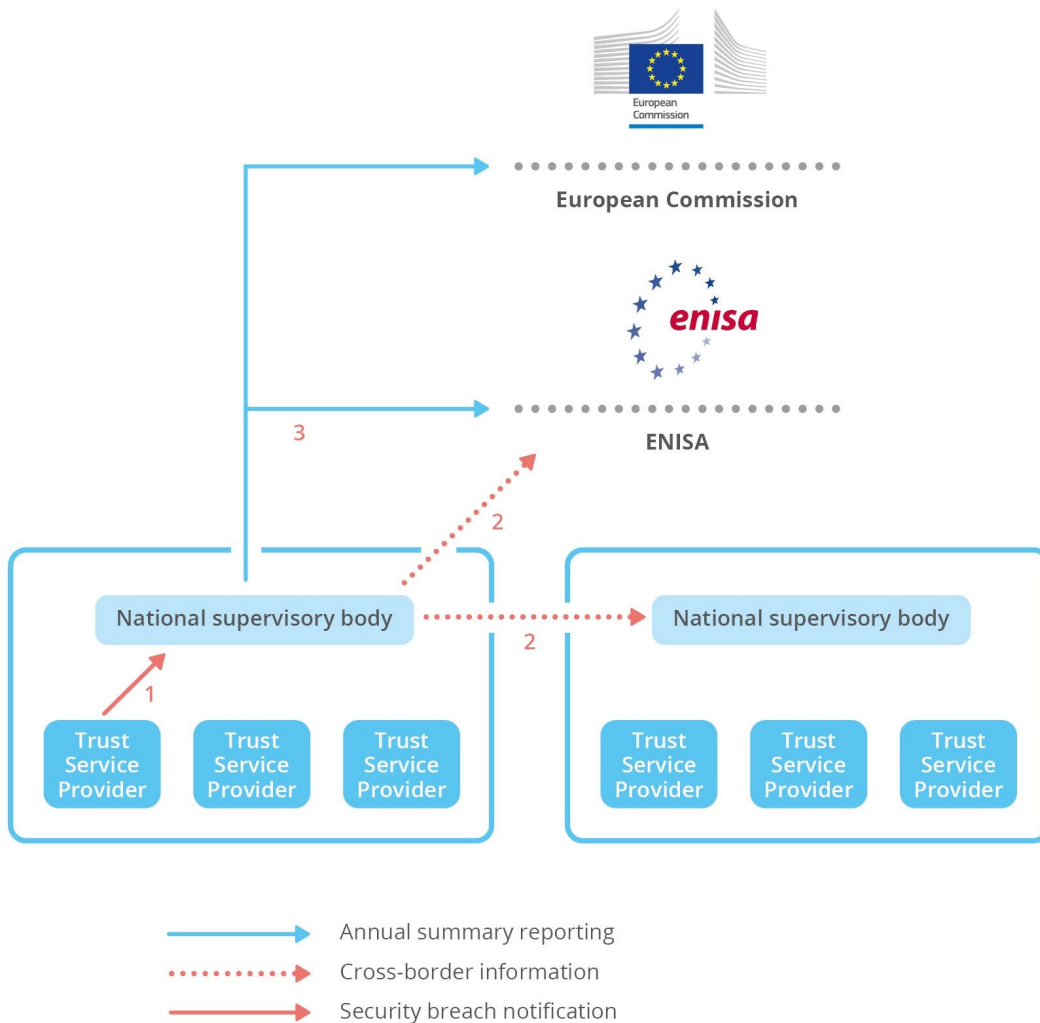 European
Commission
European Commission
enisa
3
ENISA
2
National supervisory body
2
National supervisory body
1
Trust
Service
Provider
Trust
Service
Provider
Trust
Service
Provider
Trust
Service
Provider
Trust
Service
Provider
Trust
Service
Provider
Annual summary reporting
Cross-border information
Security breach notification